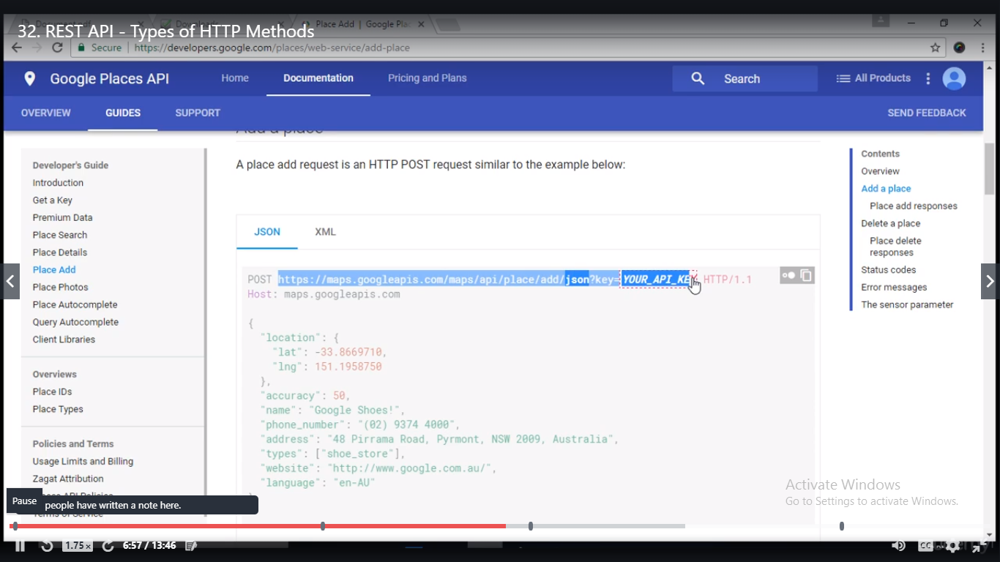 32. REST API - Types of HTTP Methods
Place Add | Google Pla
Secure
https://developers.google.com/places/web-service/add-place
Google Places API
Home
Documentation
Pricing and Plans
Search
All Products
OVERVIEW
GUIDES
SUPPORT
SEND FEEDBACK
Add a place
Developer's Guide
Introduction
Get a Key
Premium Data
Place Search
Place Details
Place Add
Place Photos
Place Autocomplete
Query Autocomplete
Client Libraries
Overviews
Place IDs
Place Types
Policies and Terms
Usage Limits and Billing
Zagat Attribution
Terms of Service
A place add request is an HTTP POST request similar to the example below:
JSON
XML
POST https://maps.googleapis.com/maps/api/place/add/json?key=YOUR_API_KEY HTTP/1.1
Host: maps.googleapis.com
{
"location": {
"lat": -33.8669710,
"lng": 151.1958750
},
"accuracy": 50,
"name": "Google Shoes!",
"phone_number": "(02) 9374 4000",
"address": "48 Pirrama Road, Pyrmont, NSW 2009, Australia",
"types": ["shoe_store"],
"website": "http://www.google.com.au/",
"language": "en-AU"
Contents
Overview
Add a place
Place add responses
Delete a place
Place delete
responses
Status codes
Error messages
The sensor parameter
Activate Windows
Go to Settings to activate Windows.
Pause
people have written a note here.
1.75x
6:57 / 13:46
CC